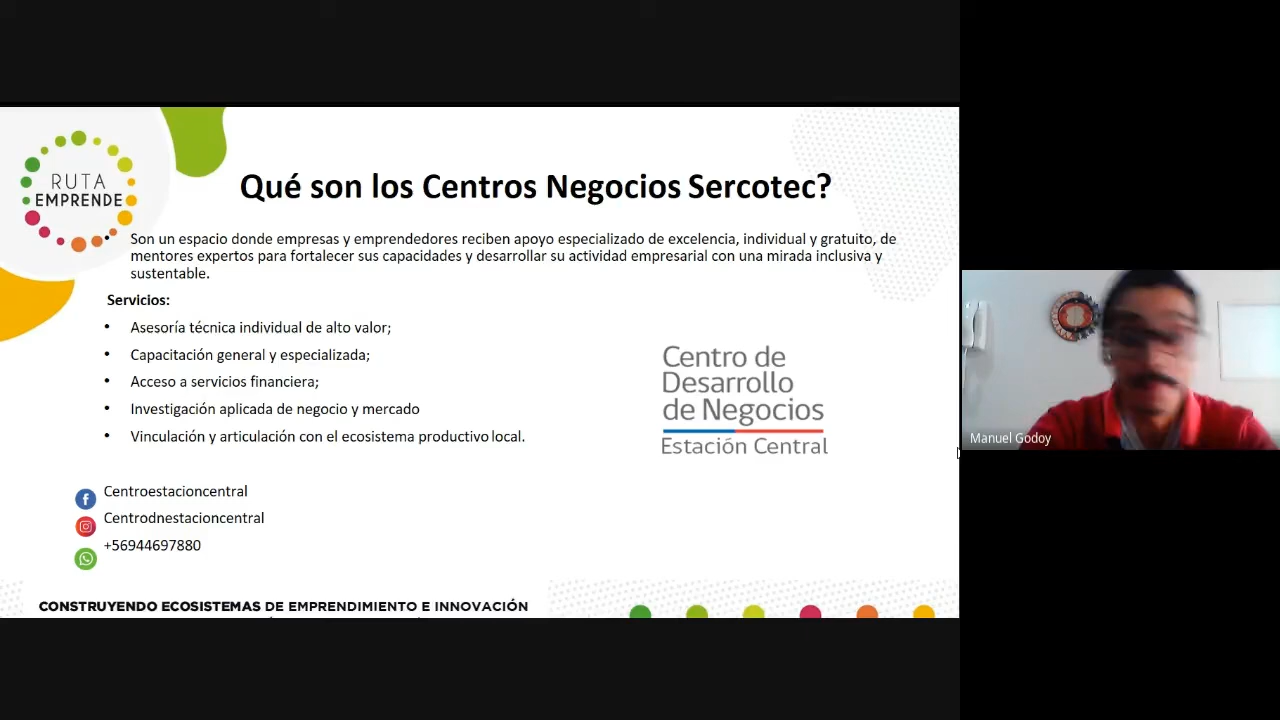 RUTA
EMPRENDE
Qué son los Centros Negocios Sercotec?
• Son un espacio donde empresas y emprendedores reciben apoyo especializado de excelencia, individual y gratuito, de
mentores expertos para fortalecer sus capacidades y desarrollar su actividad empresarial con una mirada inclusiva y
sustentable.
Servicios:
• Asesoría técnica individual de alto valor;
• Capacitación general y especializada;
• Acceso a servicios financiera;
• Investigación aplicada de negocio y mercado
• Vinculación y articulación con el ecosistema productivo local.
Centro de
Desarrollo
de Negocios
Estación Central
Centroestacioncentral
Centrodnestacioncentral
+56944697880
CONSTRUYENDO ECOSISTEMAS DE EMPRENDIMIENTO E INNOVACIÓN
Manuel Godoy